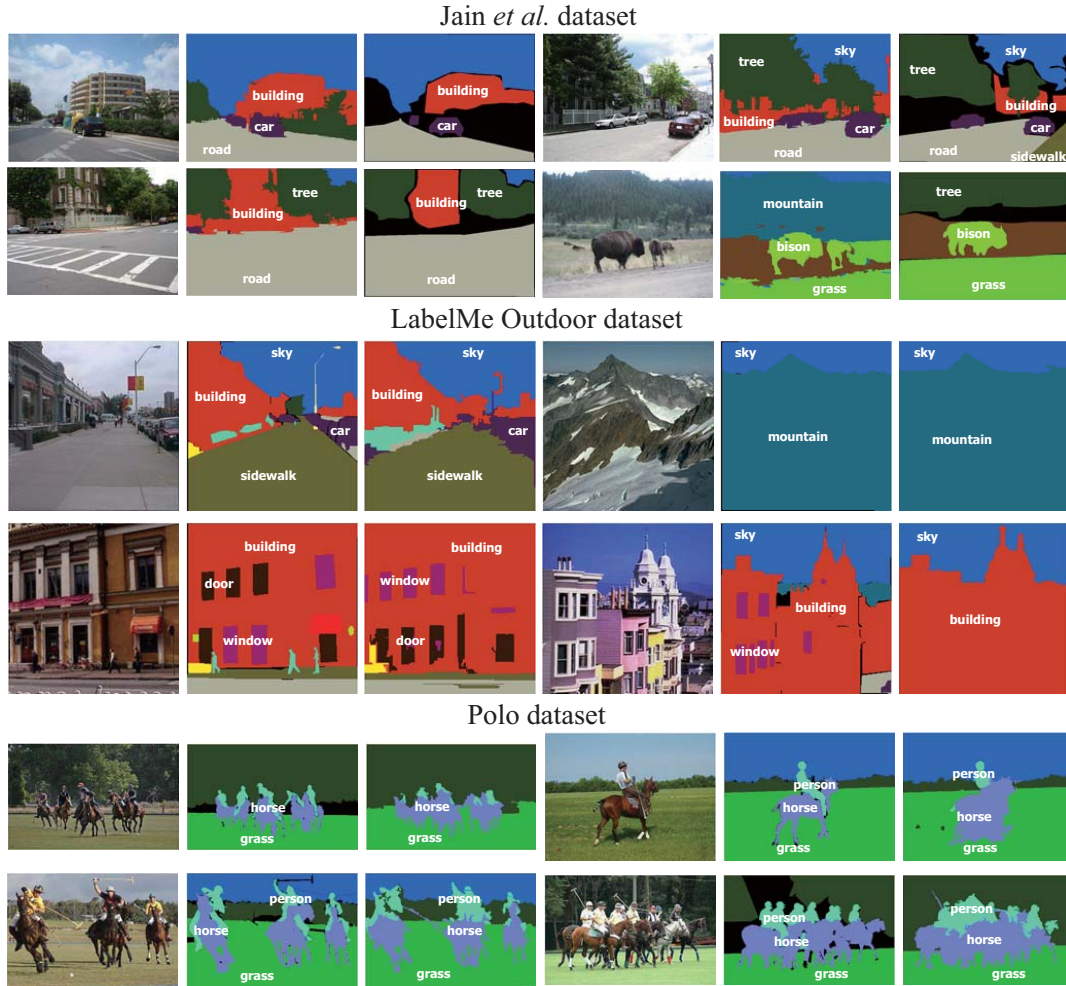 Jain et al. dataset
building
car
road
building
car
tree
sky
building
car
road
tree
sky
building
car
road
sidewalk
tree
building
road
tree
building
road
mountain
bison
grass
tree
bison
grass
LabelMe Outdoor dataset
sky
building
car
sidewalk
sky
building
car
sidewalk
sky
mountain
sky
mountain
building
door
window
building
window
door
sky
building
window
sky
building
Polo dataset
horse
grass
horse
grass
person
horse
grass
person
horse
grass
person
horse
grass
person
horse
grass
person
horse
grass
person
horse
grass